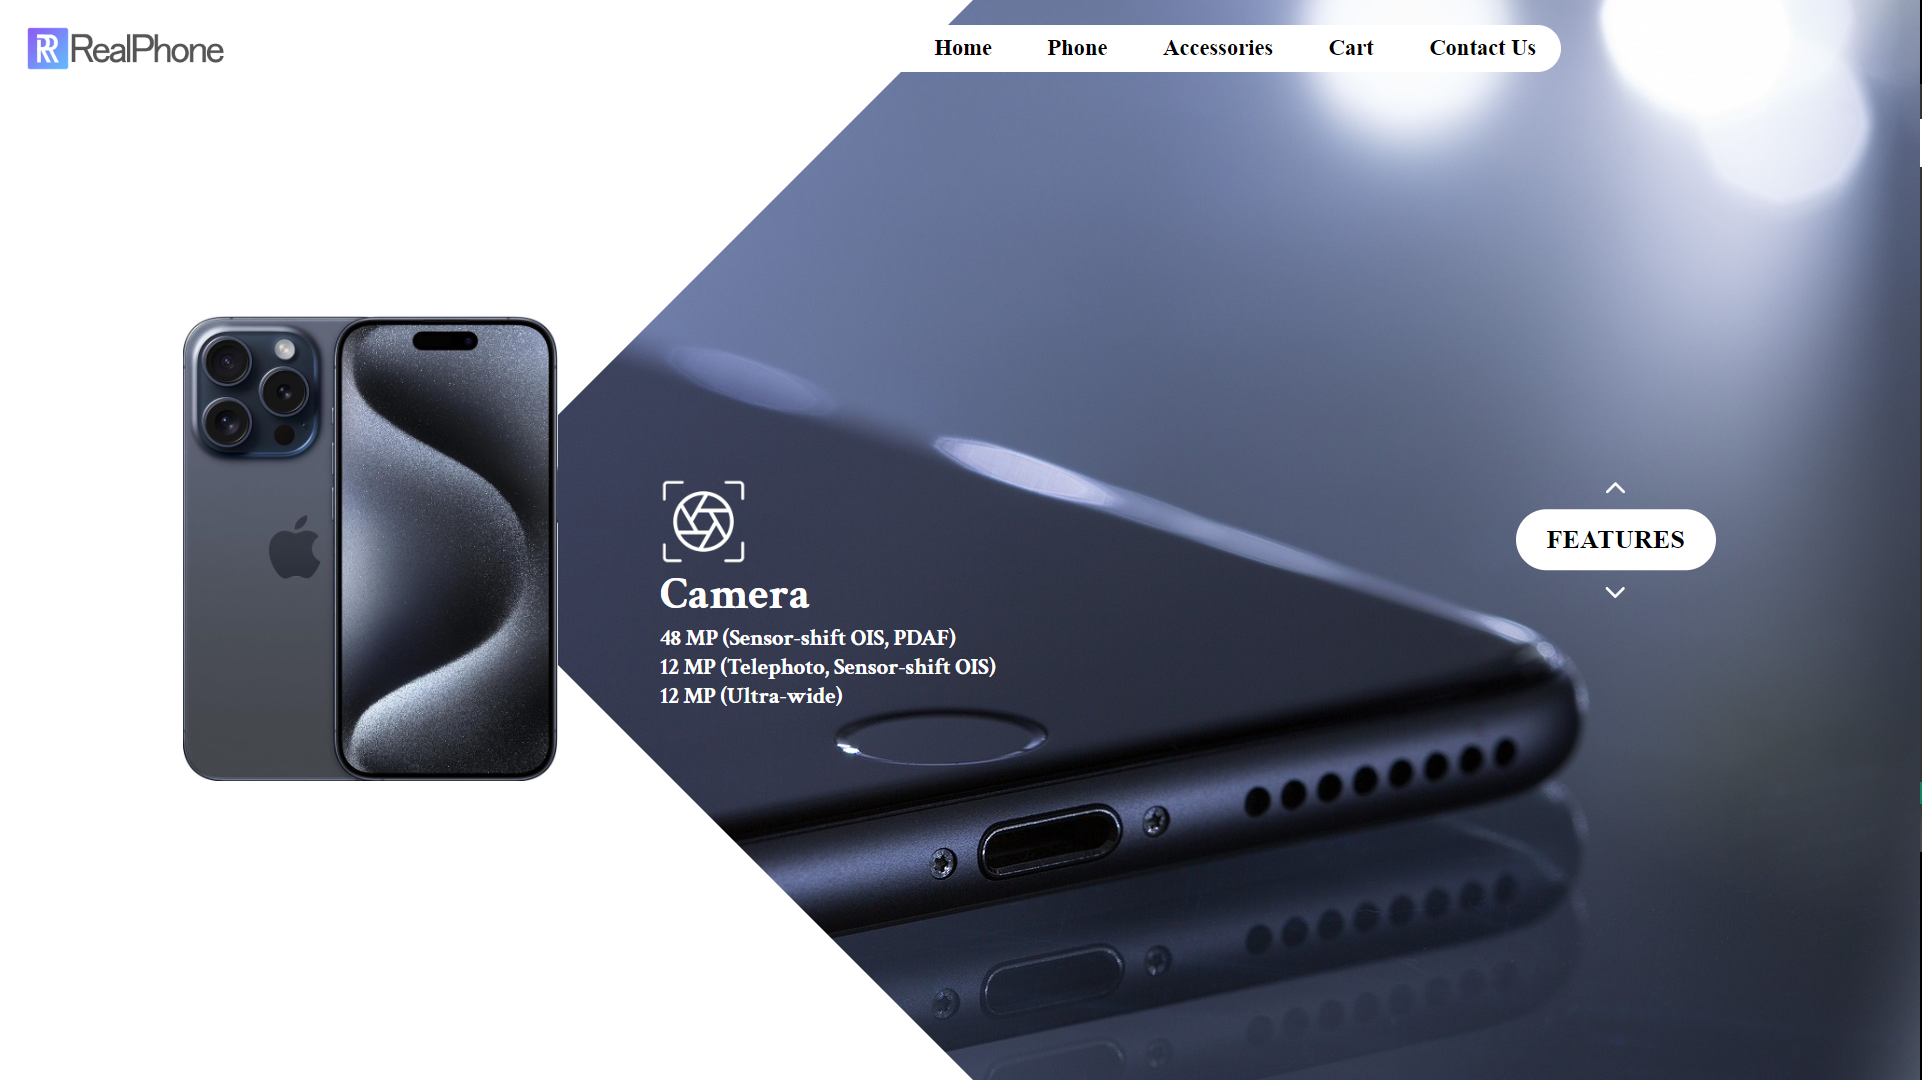 RealPhone
Home Phone Accessories Cart Contact Us
Camera
48 MP (Sensor-shift OIS, PDAF)
12 MP (Telephoto, Sensor-shift OIS)
12 MP (Ultra-wide)
FEATURES